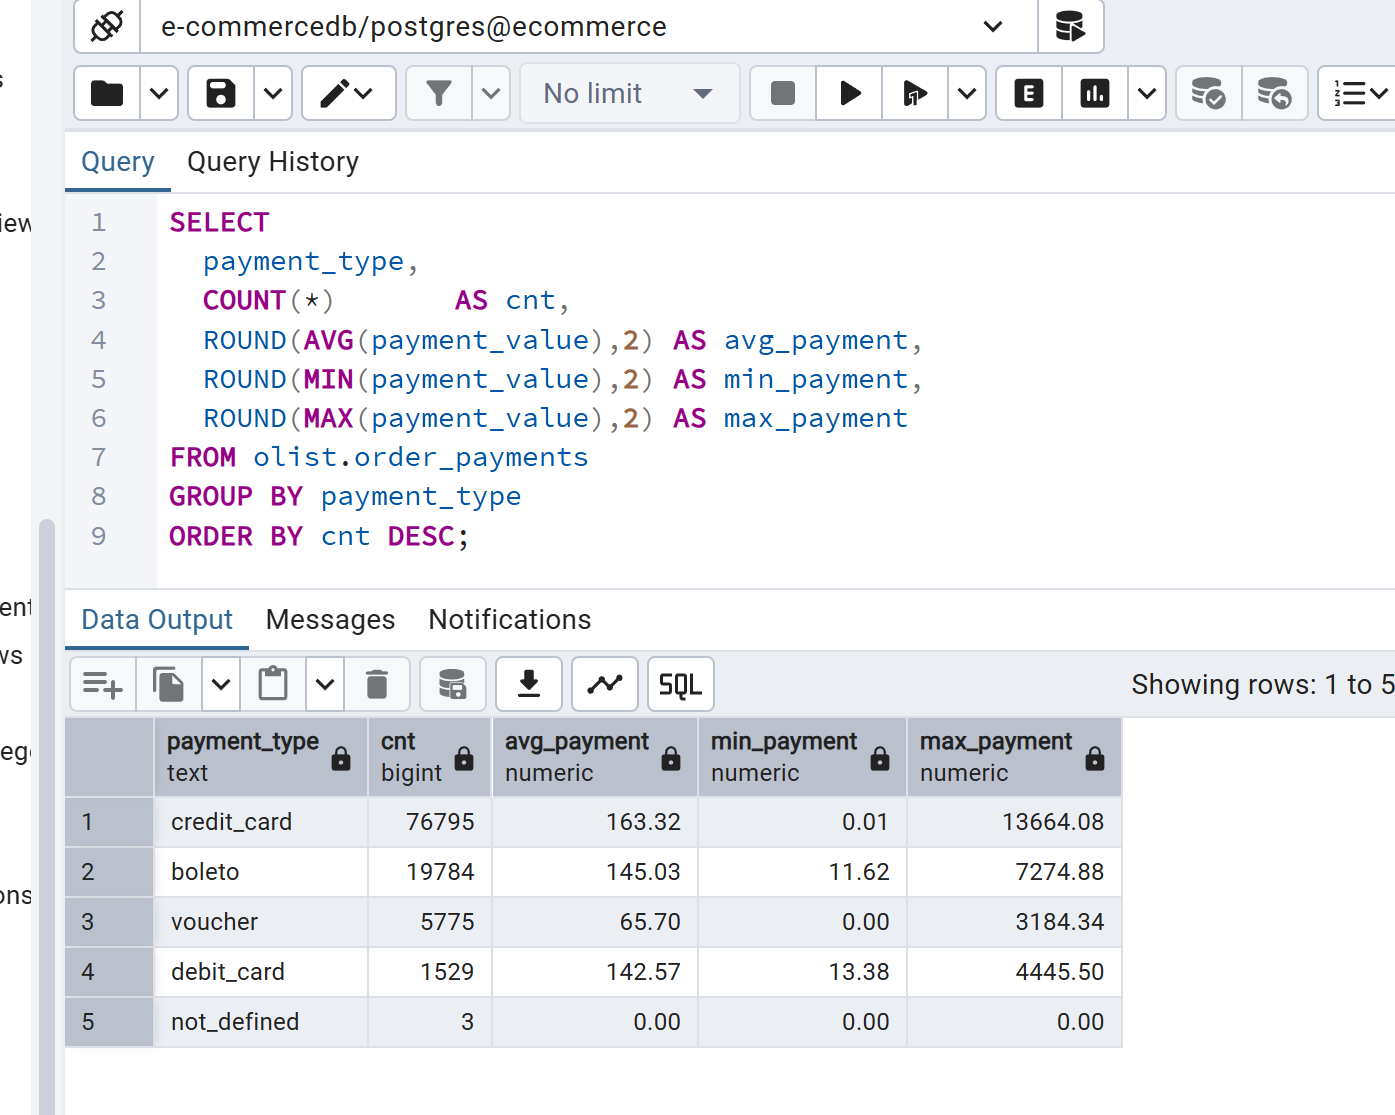 e-commercedb/postgres@ecommerce
No limit
E
Query Query History
1 SELECT
2 payment_type,
3 COUNT(*) AS cnt,
4 ROUND(AVG(payment_value),2) AS avg_payment,
5 ROUND(MIN(payment_value),2) AS min_payment,
6 ROUND(MAX(payment_value),2) AS max_payment
7 FROM olist.order_payments
8 GROUP BY payment_type
9 ORDER BY cnt DESC;
Data Output Messages Notifications
SQL Showing rows: 1 to 5
payment_type cnt avg_payment min_payment max_payment
text bigint numeric numeric numeric
1 credit_card 76795 163.32 0.01 13664.08
2 boleto 19784 145.03 11.62 7274.88
3 voucher 5775 65.70 0.00 3184.34
4 debit_card 1529 142.57 13.38 4445.50
5 not_defined 3 0.00 0.00 0.00